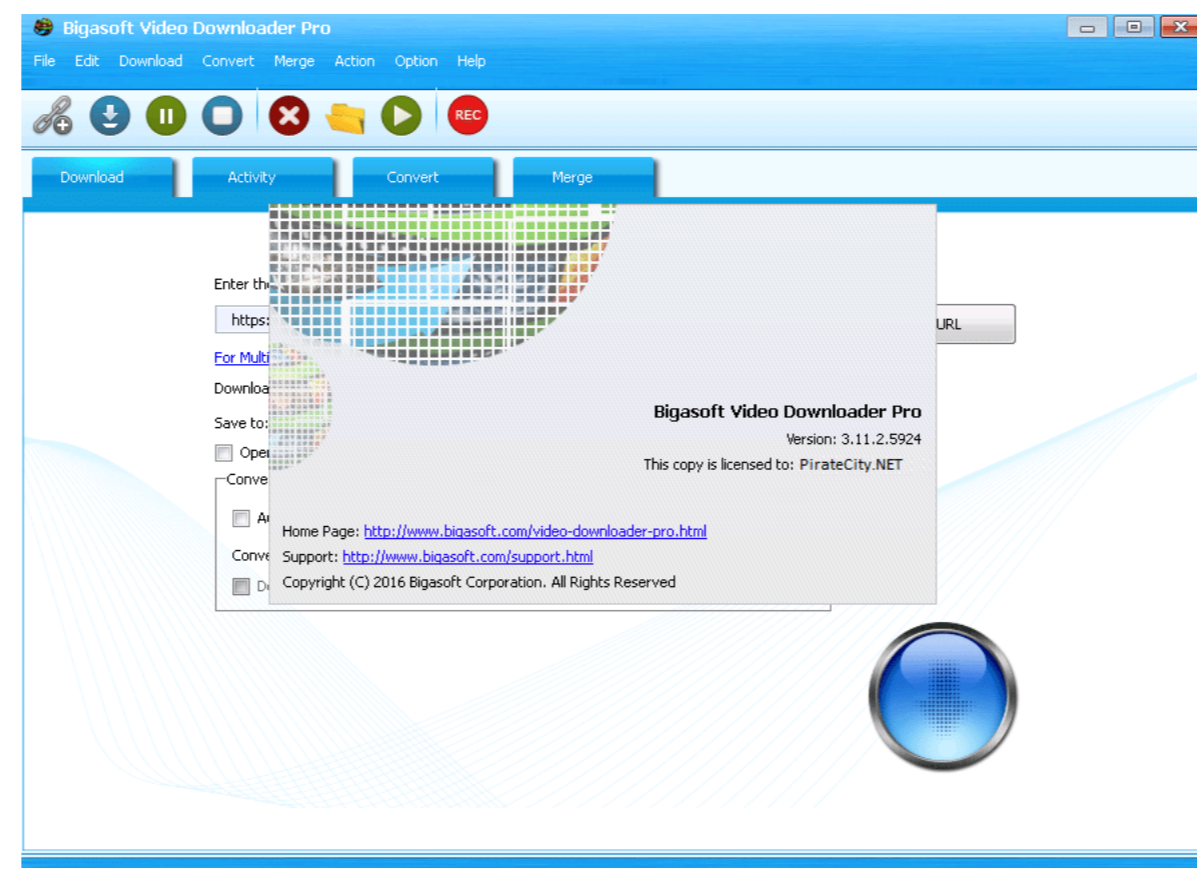 Bigasoft Video Downloader Pro
File Edit Download Convert Merge Action Option Help
REC
Download Activity Convert Merge
Enter the
https: URL
For Multi
Downloa
Bigasoft Video Downloader Pro
Save to:
Version: 3.11.2.5924
Open
This copy is licensed to: PirateCity.NET
Conve
Au
Home Page: http://www.bigasoft.com/video-downloader-pro.html
Conve
Support: http://www.bigasoft.com/support.html
Copyright (C) 2016 Bigasoft Corporation. All Rights Reserved